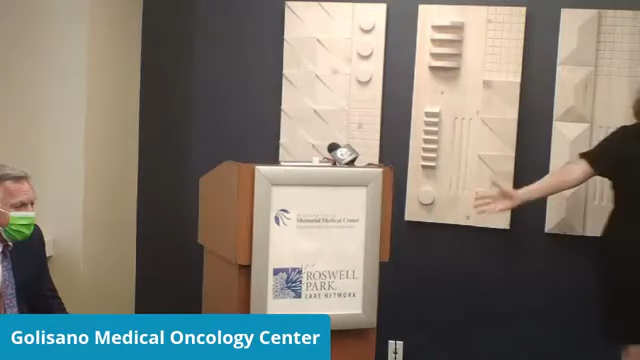 Memorial Medical Center
ROSWELL
PARK
CARE NETWORK
Golisano Medical Oncology Center